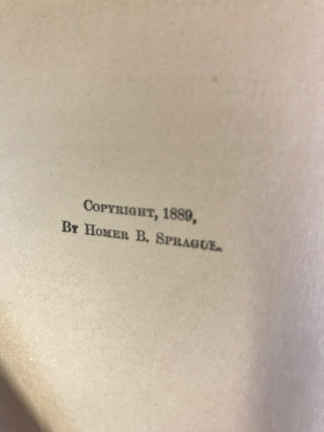 COPYRIGHT, 1889,
BY HOMER B. SPRAGUE.